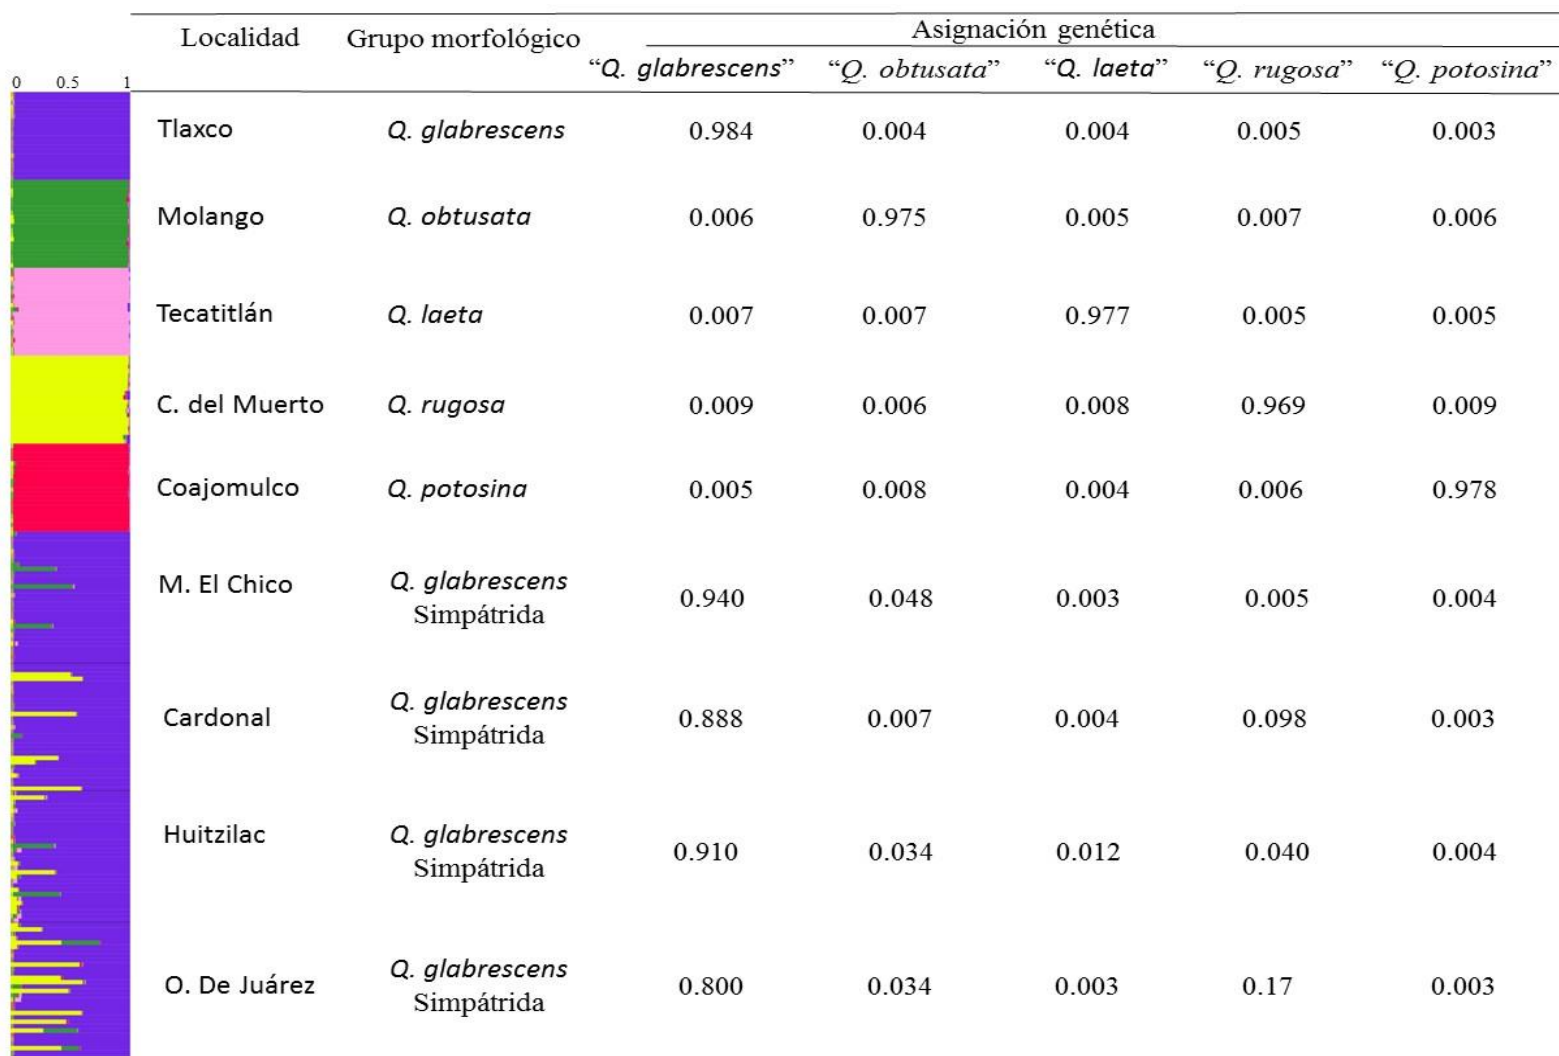 Localidad Grupo morfológico Asignación genética
“Q. glabrescens” “Q. obtusata” “Q. laeta” “Q. rugosa” “Q. potosina”
0 0.5 1
Tlaxco Q. glabrescens 0.984 0.004 0.004 0.005 0.003
Molango Q. obtusata 0.006 0.975 0.005 0.007 0.006
Tecatitlán Q. laeta 0.007 0.007 0.977 0.005 0.005
C. del Muerto Q. rugosa 0.009 0.006 0.008 0.969 0.009
Coajomulco Q. potosina 0.005 0.008 0.004 0.006 0.978
M. El Chico Q. glabrescens
Simpátrida 0.940 0.048 0.003 0.005 0.004
Cardonal Q. glabrescens
Simpátrida 0.888 0.007 0.004 0.098 0.003
Huitzilac Q. glabrescens
Simpátrida 0.910 0.034 0.012 0.040 0.004
O. De Juárez Q. glabrescens
Simpátrida 0.800 0.034 0.003 0.17 0.003